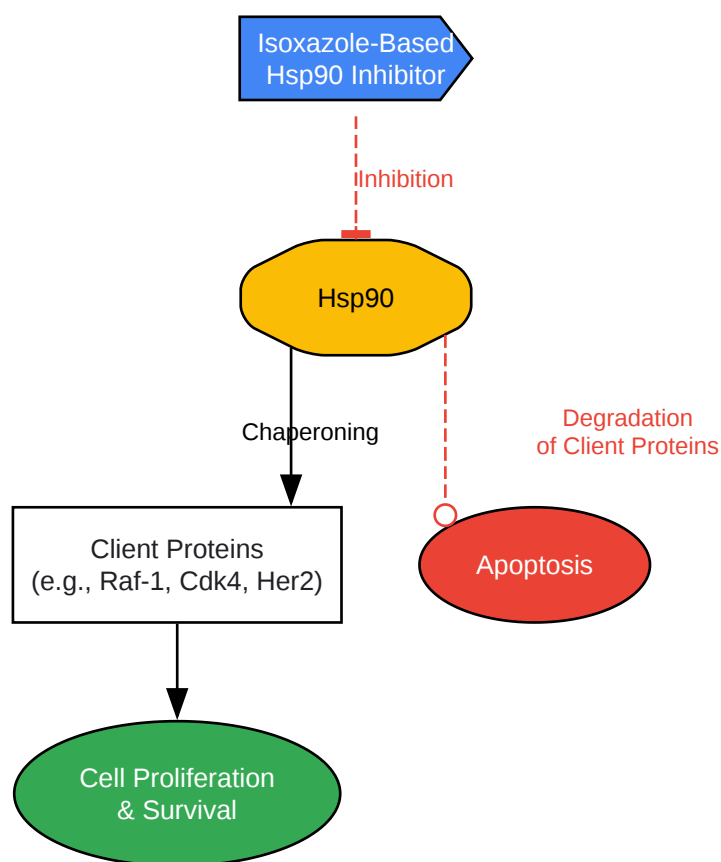 Isoxazole-Based
Hsp90 Inhibitor
Inhibition
Hsp90
Chaperoning
Degradation
of Client Proteins
Client Proteins
(e.g., Raf-1, Cdk4, Her2)
Apoptosis
Cell Proliferation
& Survival